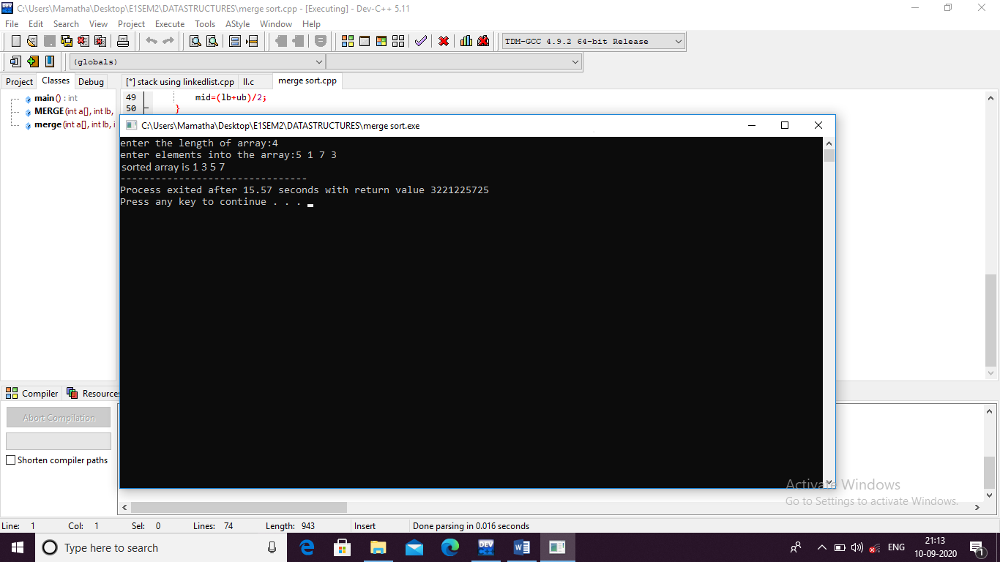 C:\Users\Mamatha\Desktop\E1SEM2\DATASTRUCTURES\merge sort.cpp - [Executing] - Dev-C++ 5.11
File Edit Search View Project Execute Tools AStyle Window Help
TDM-GCC 4.9.2 64-bit Release
(globals)
Project Classes Debug [*] stack using linkedlist.cpp ll.c merge sort.cpp
main () : int
MERGE (int a[], int lb,
merge (int a[], int lb, i
49 mid=(lb+ub)/2;
50 }
C:\Users\Mamatha\Desktop\E1SEM2\DATASTRUCTURES\merge sort.exe
enter the length of array:4
enter elements into the array:5 1 7 3
sorted array is 1 3 5 7
--------------------------------
Process exited after 15.57 seconds with return value 3221225725
Press any key to continue . . .
Compiler Resources
Abort Compilation
Shorten compiler paths
Activate Windows
Go to Settings to activate Windows.
Line: 1 Col: 1 Sel: 0 Lines: 74 Length: 943 Insert Done parsing in 0.016 seconds
Type here to search
DEV
ENG
21:13
10-09-2020
1